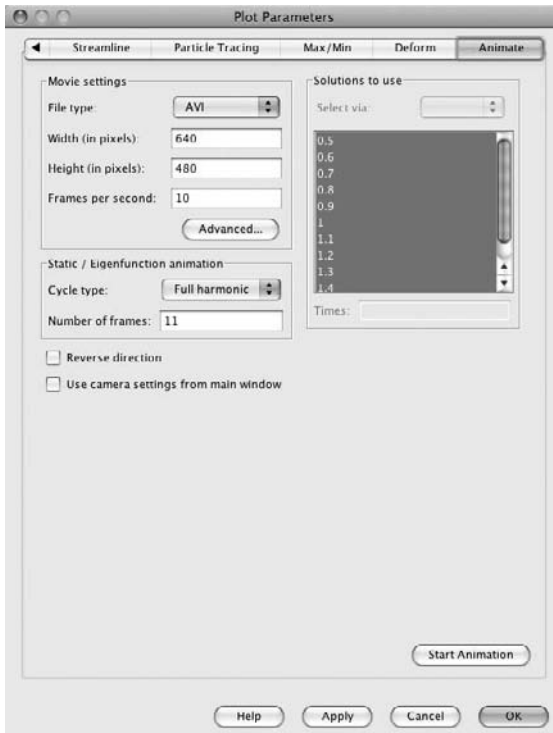 Plot Parameters
Streamline
Particle Tracing
Max/Min
Deform
Animate
Movie settings
File type:
AVI
Width (in pixels):
640
Height (in pixels):
480
Frames per second:
10
Advanced...
Static / Eigenfunction animation
Cycle type:
Full harmonic
Number of frames:
11
Reverse direction
Use camera settings from main window
Solutions to use
Select via:
0.5
0.6
0.7
0.8
0.9
1
1.1
1.2
1.3
1.4
Times:
Start Animation
Help
Apply
Cancel
OK